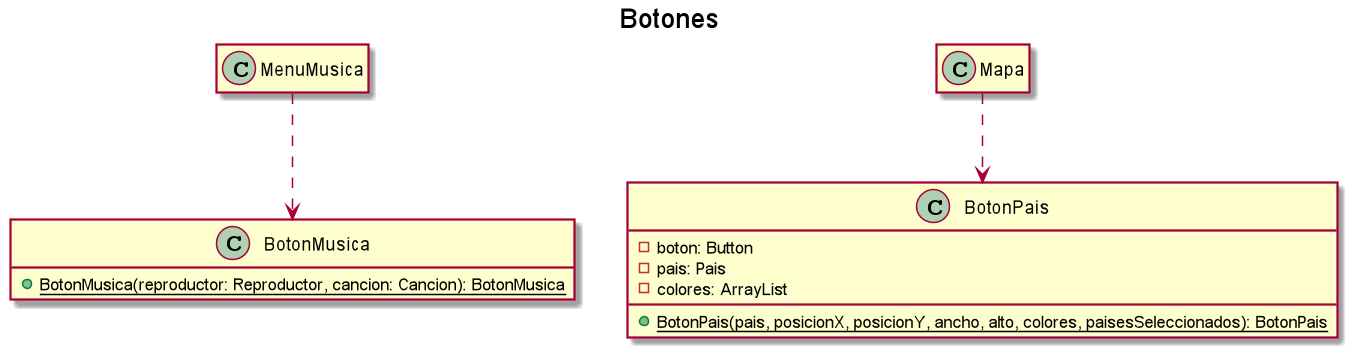 Botones
C MenuMusica
C Mapa
C BotonMusica
BotonMusica(reproductor: Reproductor, cancion: Cancion): BotonMusica
C BotonPais
boton: Button
pais: Pais
colores: ArrayList
BotonPais(pais, posicionX, posicionY, ancho, alto, colores, paisesSeleccionados): BotonPais